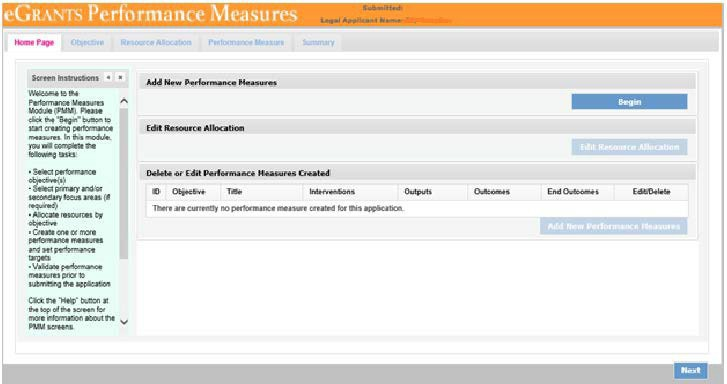 eGRANTS Performance Measures
Submitted:
Legal Applicant Name:
Home Page
Objective
Resource Allocation
Performance Measure
Summary
Screen Instructions
Welcome to the
Performance Measures
Module (PMM). Please
click the "Begin" button to
start creating performance
measures. In this module,
you will complete the
following tasks:
• Select performance
objective(s)
• Select primary and/or
secondary focus areas (if
required)
• Allocate resources by
objective
• Create one or more
performance measures
and set performance
targets
• Validate performance
measures prior to
submitting the application
Click the "Help" button at
the top of the screen for
more information about the
PMM screens.
Add New Performance Measures
Begin
Edit Resource Allocation
Edit Resource Allocation
Delete or Edit Performance Measures Created
ID Objective Title Interventions Outputs Outcomes End Outcomes Edit/Delete
There are currently no performance measure created for this application.
Add New Performance Measures
Next